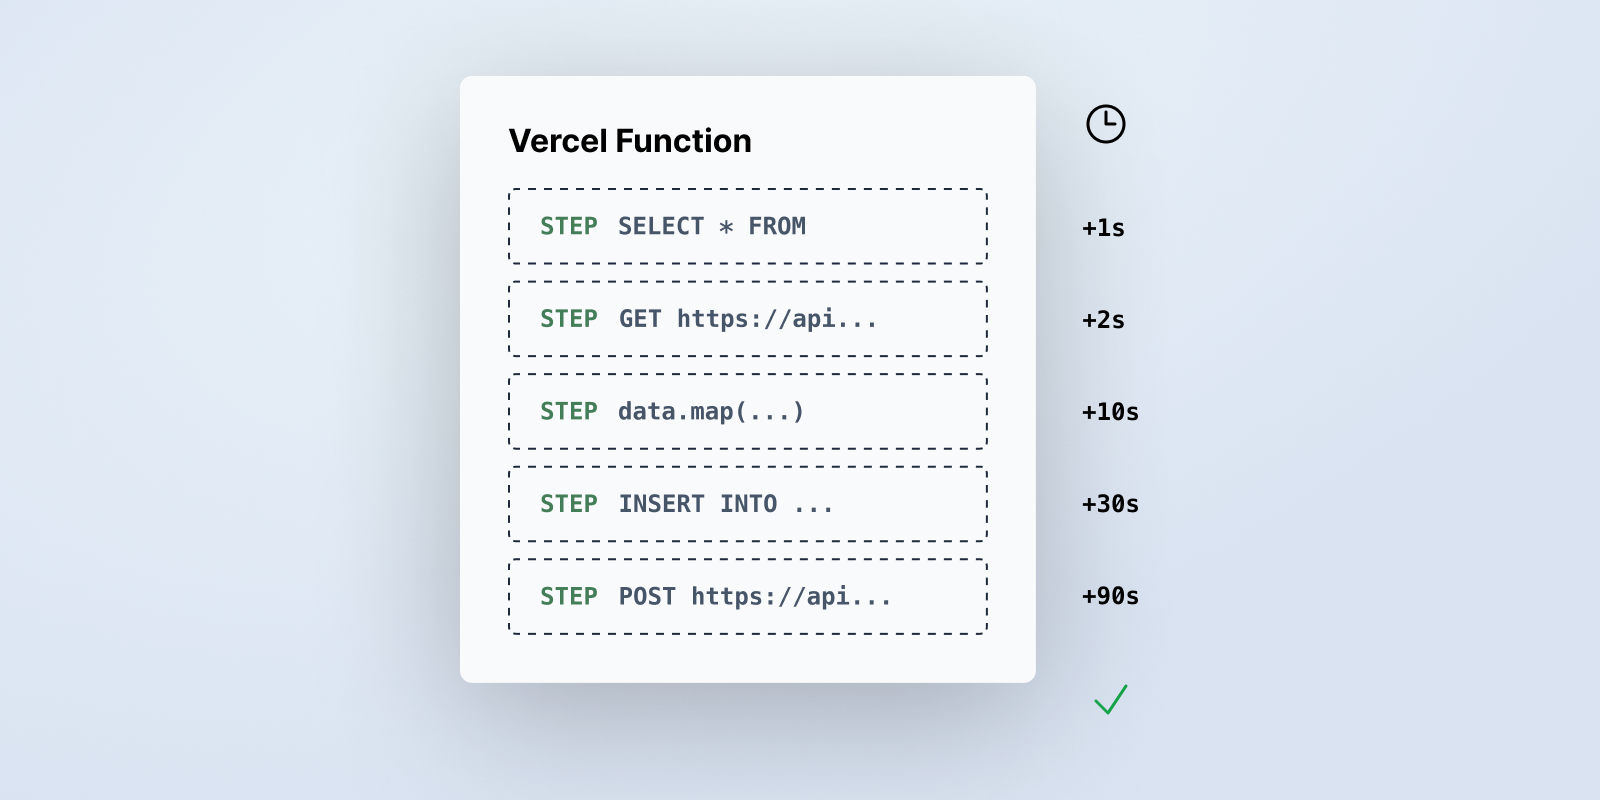 Vercel Function
STEP SELECT * FROM
+1s
STEP GET https://api...
+2s
STEP data.map(...)
+10s
STEP INSERT INTO ...
+30s
STEP POST https://api...
+90s